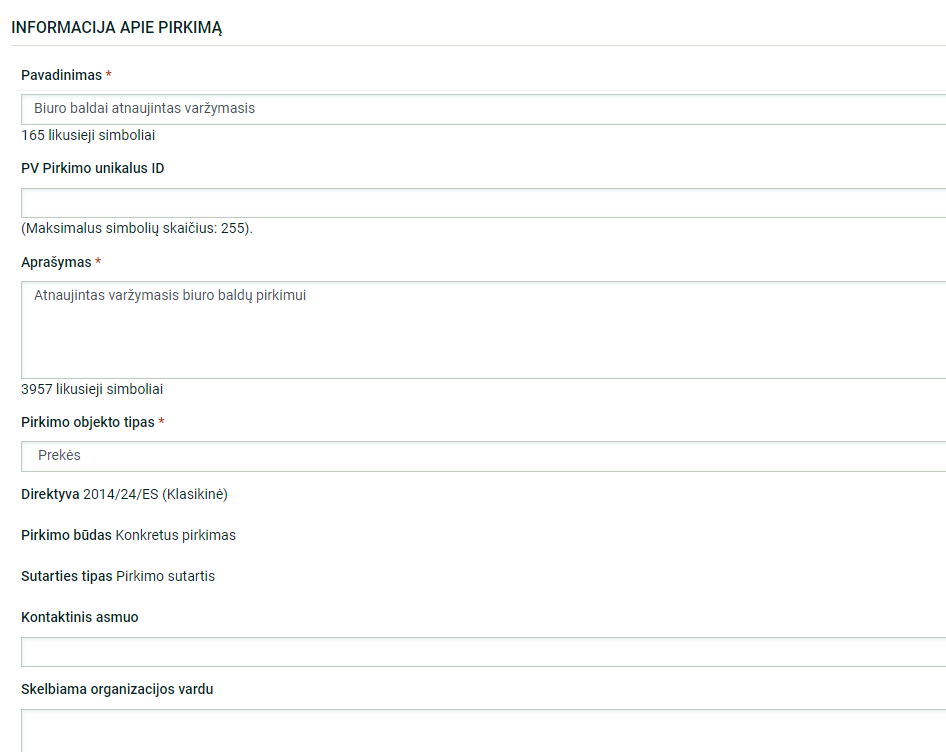 INFORMACIJA APIE PIRKIMĄ
Pavadinimas *
Biuro baldai atnaujintas varžymasis
165 likusieji simboliai
PV Pirkimo unikalus ID
(Maksimalus simbolių skaičius: 255).
Aprašymas *
Atnaujintas varžymasis biuro baldų pirkimui
3957 likusieji simboliai
Pirkimo objekto tipas *
Prekės
Direktyva 2014/24/ES (Klasikinė)
Pirkimo būdas Konkretus pirkimas
Sutarties tipas Pirkimo sutartis
Kontaktinis asmuo
Skelbiama organizacijos vardu